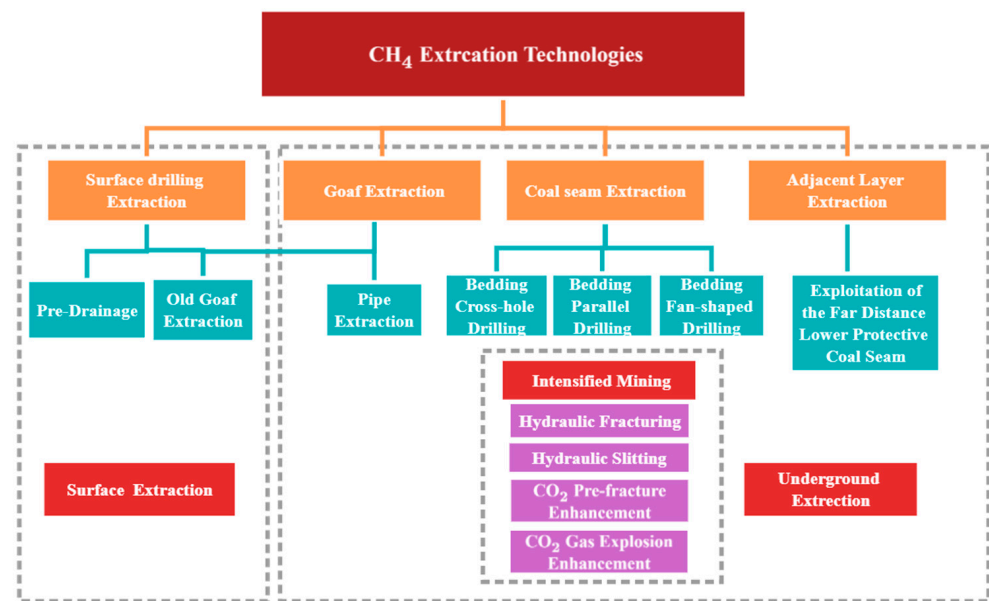 CH₄ Extrcation Technologies
Surface drilling
Extraction
Goaf Extraction
Coal seam Extraction
Adjacent Layer
Extraction
Pre-Drainage
Old Goaf
Extraction
Pipe
Extraction
Bedding
Cross-hole
Drilling
Bedding
Parallel
Drilling
Bedding
Fan-shaped
Drilling
Exploitation of
the Far Distance
Lower Protective
Coal Seam
Intensified Mining
Hydraulic Fracturing
Hydraulic Slitting
CO₂ Pre-fracture
Enhancement
CO₂ Gas Explosion
Enhancement
Surface Extraction
Underground
Extrection